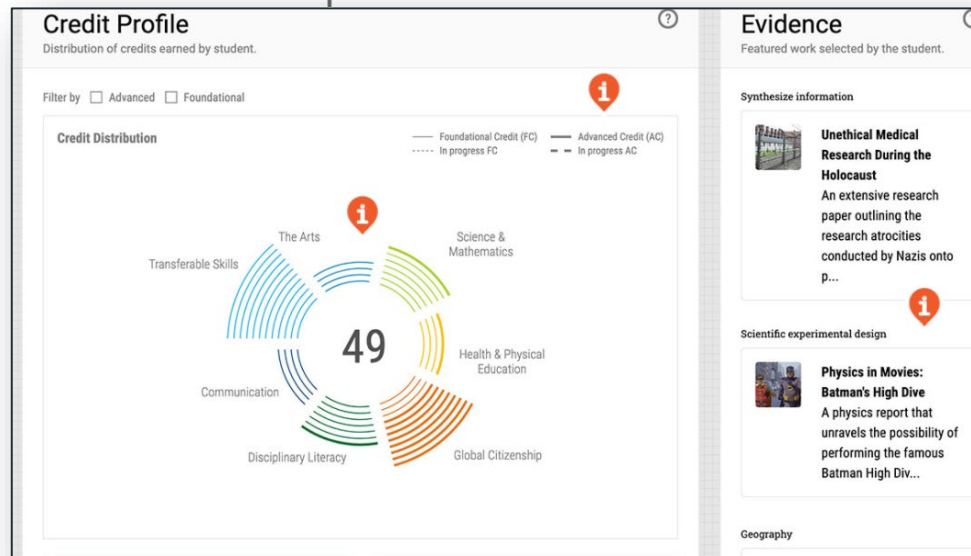 Credit Profile
Distribution of credits earned by student.
Filter by
Advanced
Foundational
Credit Distribution
Foundational Credit (FC)
Advanced Credit (AC)
In progress FC
In progress AC
The Arts
Science &
Mathematics
Transferable Skills
49
Health & Physical
Education
Communication
Disciplinary Literacy
Global Citizenship
Evidence
Featured work selected by the student.
Synthesize information
Unethical Medical
Research During the
Holocaust
An extensive research
paper outlining the
research atrocities
conducted by Nazis onto
p...
Scientific experimental design
Physics in Movies:
Batman's High Dive
A physics report that
unravels the possibility of
performing the famous
Batman High Div...
Geography